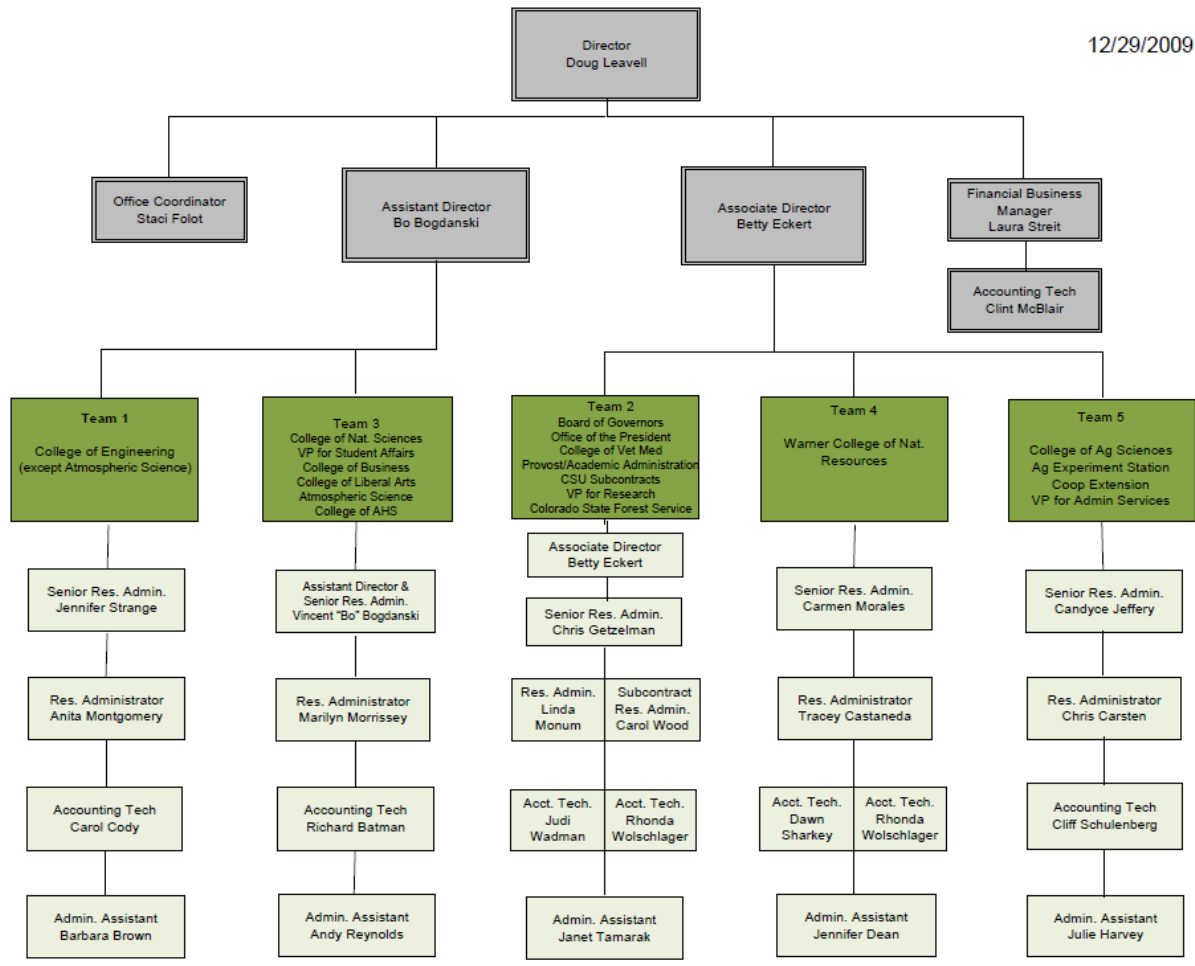 12/29/2009
Director
Doug Leavell
Office Coordinator
Staci Folot
Assistant Director
Bo Bogdanski
Associate Director
Betty Eckert
Financial Business
Manager
Laura Streit
Accounting Tech
Clint McBlair
Team 1
College of Engineering
(except Atmospheric Science)
Team 3
College of Nat. Sciences
VP for Student Affairs
College of Business
College of Liberal Arts
Atmospheric Science
College of AHS
Team 2
Board of Governors
Office of the President
College of Vet Med
Provost/Academic Administration
CSU Subcontracts
VP for Research
Colorado State Forest Service
Team 4
Warner College of Nat.
Resources
Team 5
College of Ag Sciences
Ag Experiment Station
Coop Extension
VP for Admin Services
Senior Res. Admin.
Jennifer Strange
Assistant Director &
Senior Res. Admin.
Vincent "Bo" Bogdanski
Associate Director
Betty Eckert
Senior Res. Admin.
Chris Getzelman
Senior Res. Admin.
Carmen Morales
Senior Res. Admin.
Candyce Jeffery
Res. Administrator
Anita Montgomery
Res. Administrator
Marilyn Morrissey
Res. Admin.
Linda
Monum
Subcontract
Res. Admin.
Carol Wood
Res. Administrator
Tracey Castaneda
Res. Administrator
Chris Carsten
Accounting Tech
Carol Cody
Accounting Tech
Richard Batman
Acct. Tech.
Judi
Wadman
Acct. Tech.
Rhonda
Wolschlager
Acct. Tech.
Dawn
Sharkey
Acct. Tech.
Rhonda
Wolschlager
Accounting Tech
Cliff Schulenberg
Admin. Assistant
Barbara Brown
Admin. Assistant
Andy Reynolds
Admin. Assistant
Janet Tamarak
Admin. Assistant
Jennifer Dean
Admin. Assistant
Julie Harvey